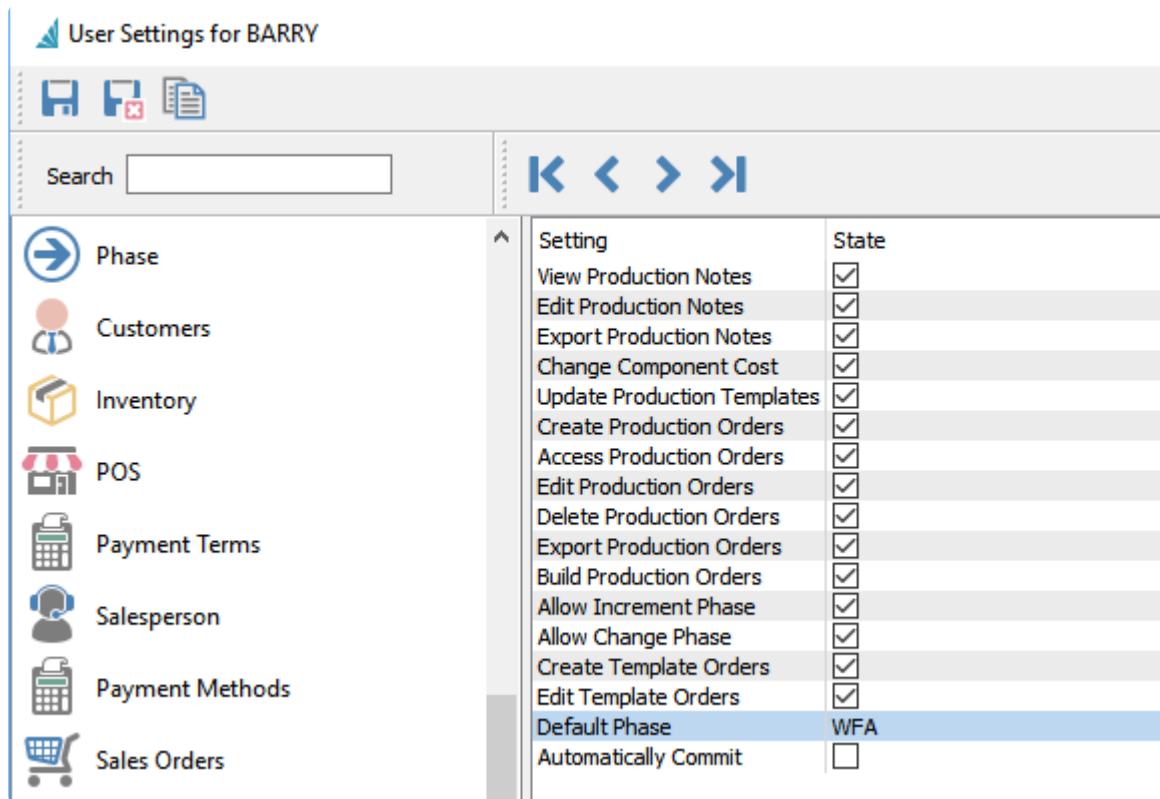 User Settings for BARRY
Search
Phase
Customers
Inventory
POS
Payment Terms
Salesperson
Payment Methods
Sales Orders
Setting State
View Production Notes
Edit Production Notes
Export Production Notes
Change Component Cost
Update Production Templates
Create Production Orders
Access Production Orders
Edit Production Orders
Delete Production Orders
Export Production Orders
Build Production Orders
Allow Increment Phase
Allow Change Phase
Create Template Orders
Edit Template Orders
Default Phase WFA
Automatically Commit